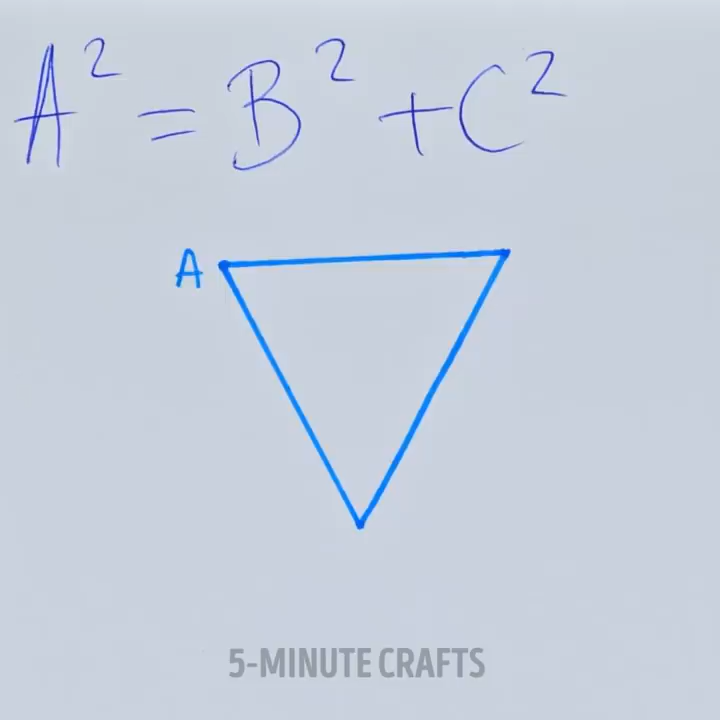 A² = B² + C²
A
5-MINUTE CRAFTS